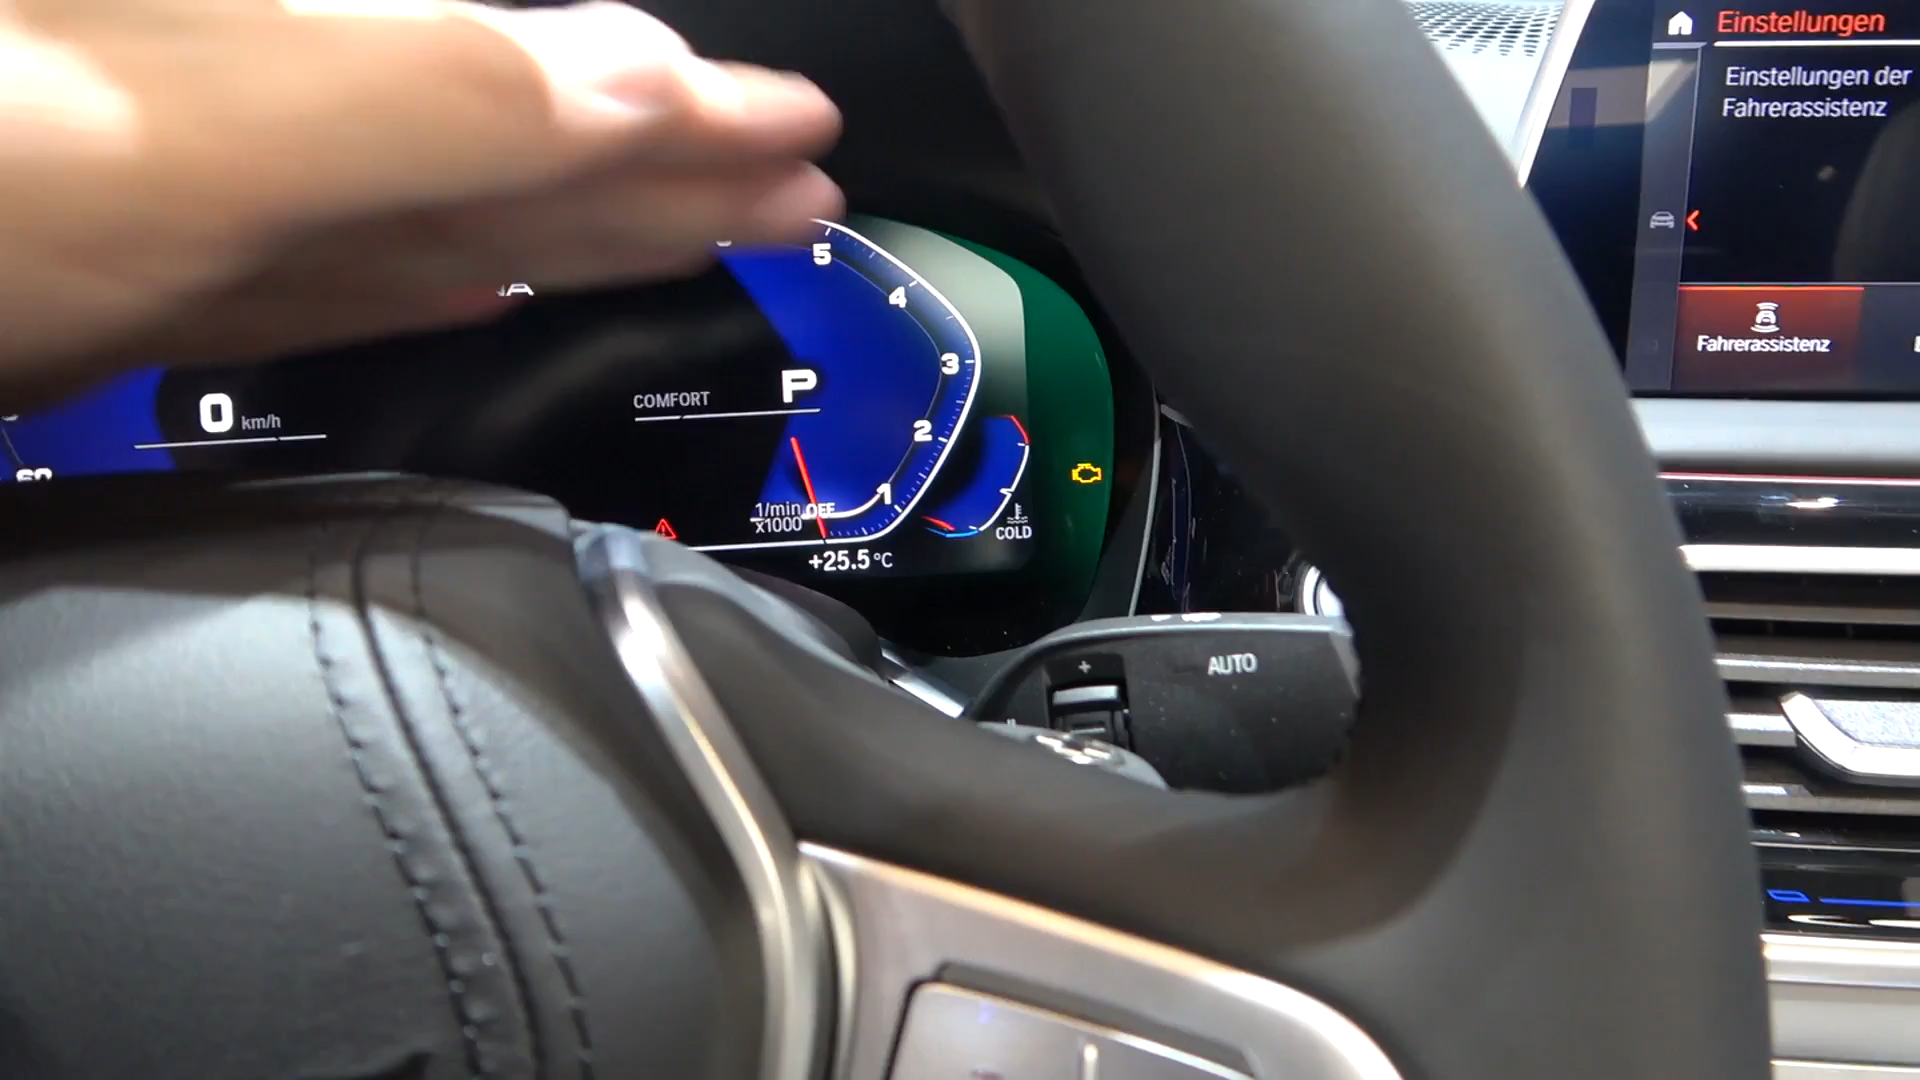 Einstellungen
Einstellungen der
Fahrerassistenz
Fahrerassistenz
5
4
3
2
1
0 km/h
COMFORT
P
60
1/min OFF
x1000
COLD
+25.5 °C
+
AUTO